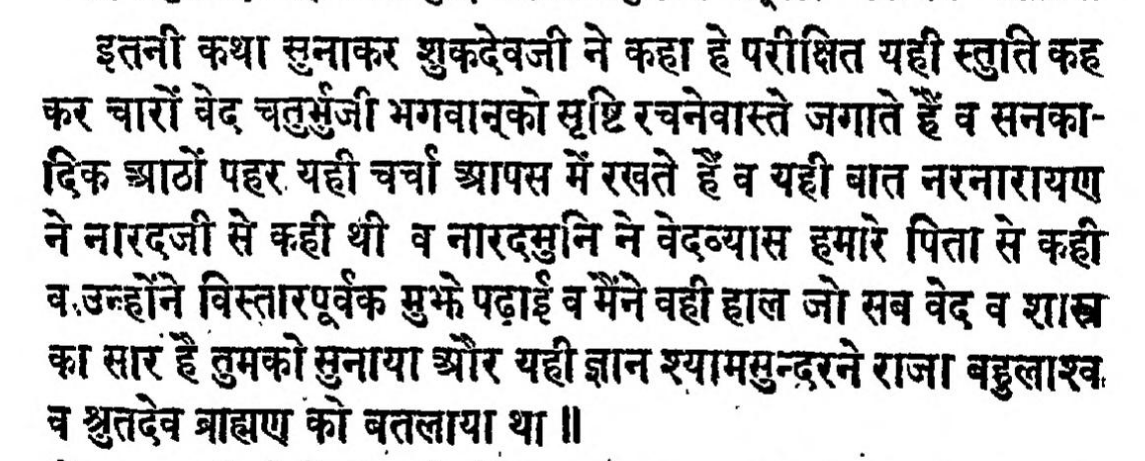 इतनी कथा सुनाकर शुकदेवजी ने कहा हे परीक्षित यही स्तुति कह
कर चारों वेद चतुर्भुजी भगवान्‌को सृष्टि रचनेवास्ते जगाते हैं व सनका-
दिक आठों पहर यही चर्चा आपस में रखते हैं व यही बात नरनारायण
ने नारदजी से कही थी व नारदमुनि ने वेदव्यास हमारे पिता से कही
व उन्होंने विस्तारपूर्वक मुझे पढ़ाई व मैंने वही हाल जो सब वेद व शास्त्र
का सार है तुमको सुनाया और यही ज्ञान श्यामसुन्दरने राजा बहुलाश्व
व श्रुतदेव ब्राह्मण को बतलाया था ॥